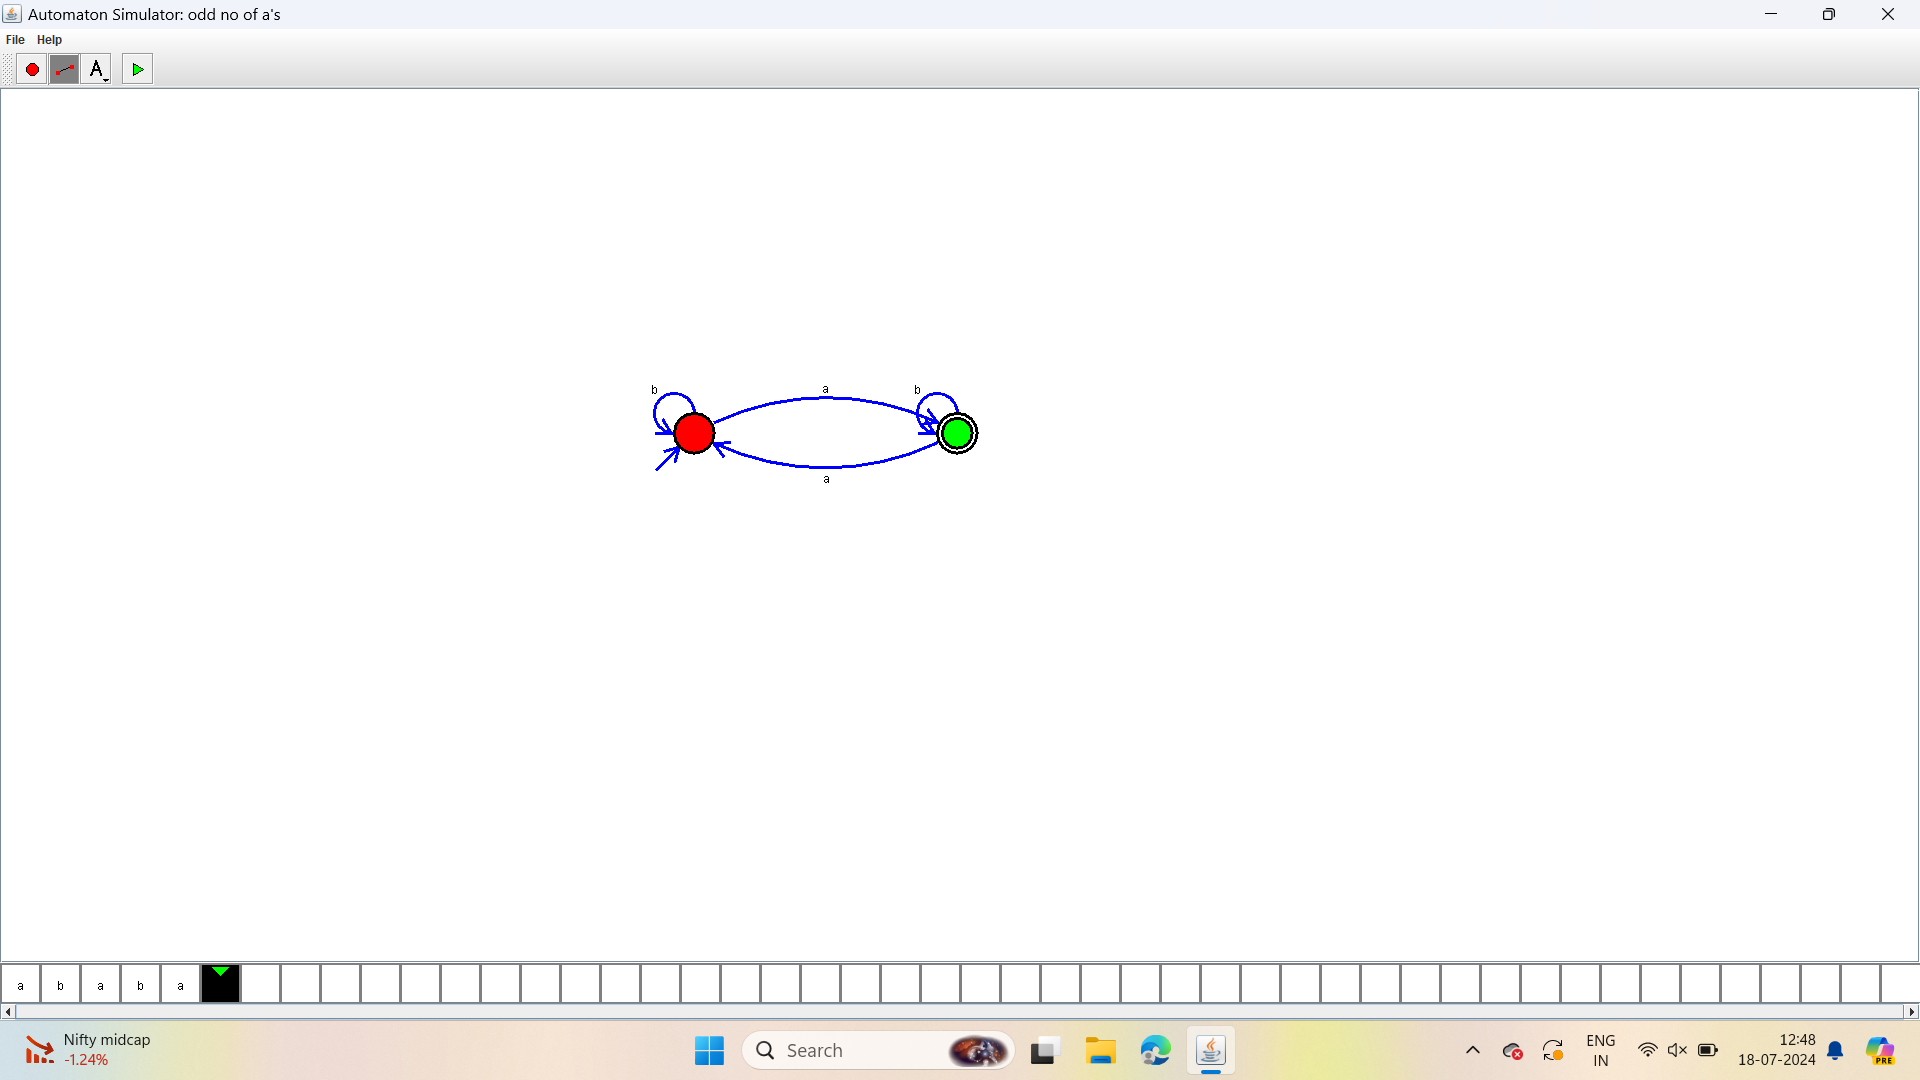 Automaton Simulator: odd no of a's
File Help
A
b a b
a
a b a b a
Nifty midcap
-1.24%
Search
ENG
IN
12:48
18-07-2024
PRE